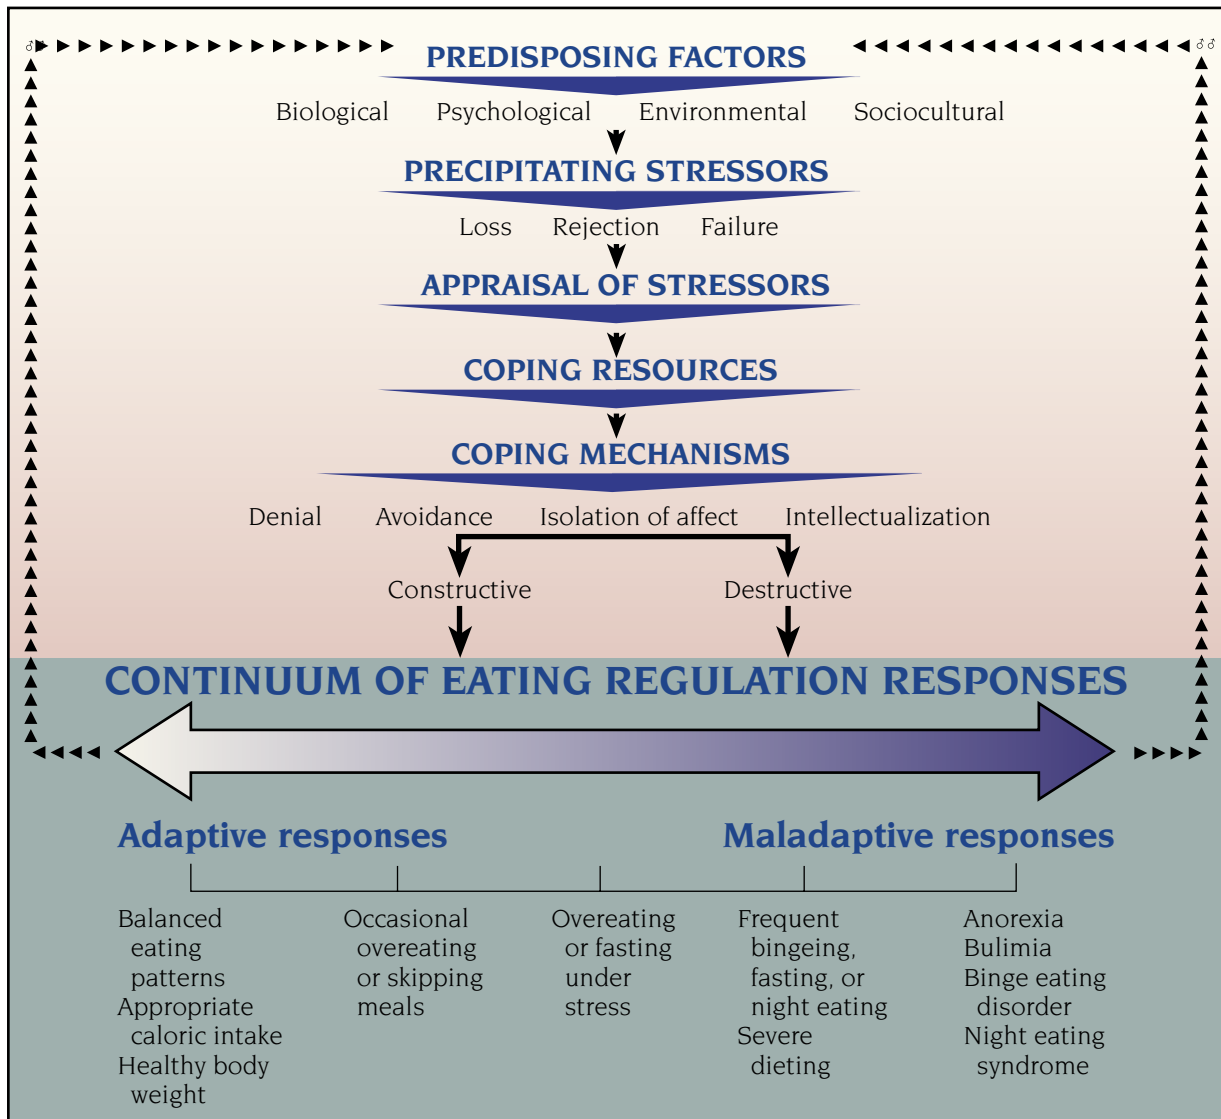 PREDISPOSING FACTORS
Biological Psychological Environmental Sociocultural
PRECIPITATING STRESSORS
Loss Rejection Failure
APPRAISAL OF STRESSORS
COPING RESOURCES
COPING MECHANISMS
Denial Avoidance Isolation of affect Intellectualization
Constructive Destructive
CONTINUUM OF EATING REGULATION RESPONSES
Adaptive responses Maladaptive responses
Balanced
eating
patterns
Appropriate
caloric intake
Healthy body
weight
Occasional
overeating
or skipping
meals
Overeating
or fasting
under
stress
Frequent
bingeing,
fasting, or
night eating
Severe
dieting
Anorexia
Bulimia
Binge eating
disorder
Night eating
syndrome